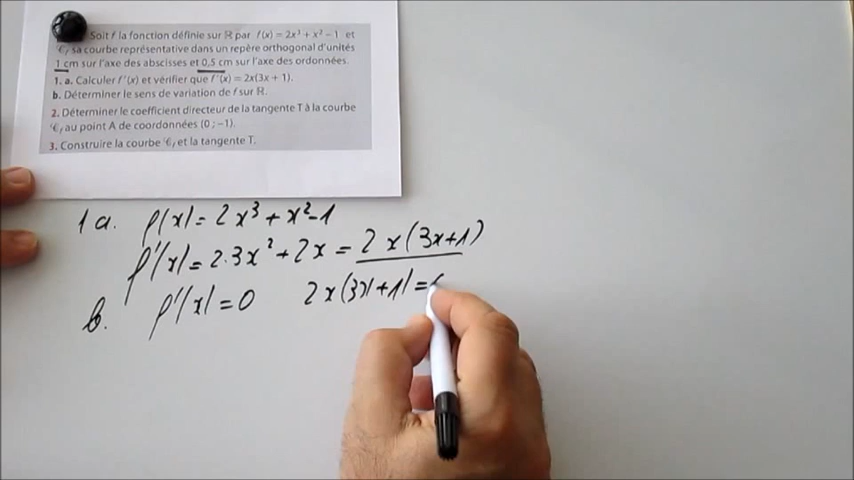 Soit f la fonction définie sur ℝ par f(x) = 2x³ + x² − 1 et
𝒞f sa courbe représentative dans un repère orthogonal d'unités
1 cm sur l'axe des abscisses et 0,5 cm sur l'axe des ordonnées.
1. a. Calculer f'(x) et vérifier que f'(x) = 2x(3x + 1).
b. Déterminer le sens de variation de f sur ℝ.
2. Déterminer le coefficient directeur de la tangente T à la courbe
𝒞f au point A de coordonnées (0 ; −1).
3. Construire la courbe 𝒞f et la tangente T.
1 a. f(x) = 2x³ + x² - 1
f'(x) = 2.3x² + 2x = 2x(3x+1)
b. f'(x) = 0 2x(3x+1) =